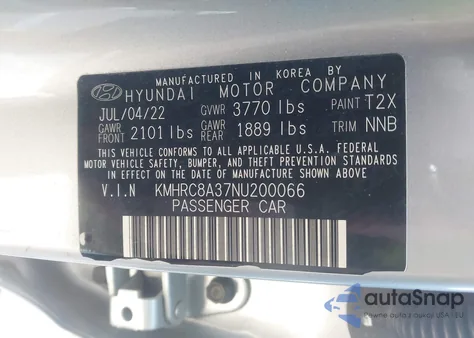 MANUFACTURED IN KOREA BY
HYUNDAI MOTOR COMPANY
JUL/04/22 GVWR 3770 lbs PAINT T2X
GAWR FRONT 2101 lbs GAWR REAR 1889 lbs TRIM NNB
THIS VEHICLE CONFORMS TO ALL APPLICABLE U.S.A. FEDERAL
MOTOR VEHICLE SAFETY, BUMPER, AND THEFT PREVENTION
STANDARDS IN EFFECT ON THE DATE OF MANUFACTURE SHOWN ABOVE.
V.I.N KMHRC8A37NU200066
PASSENGER CAR
autoSnap